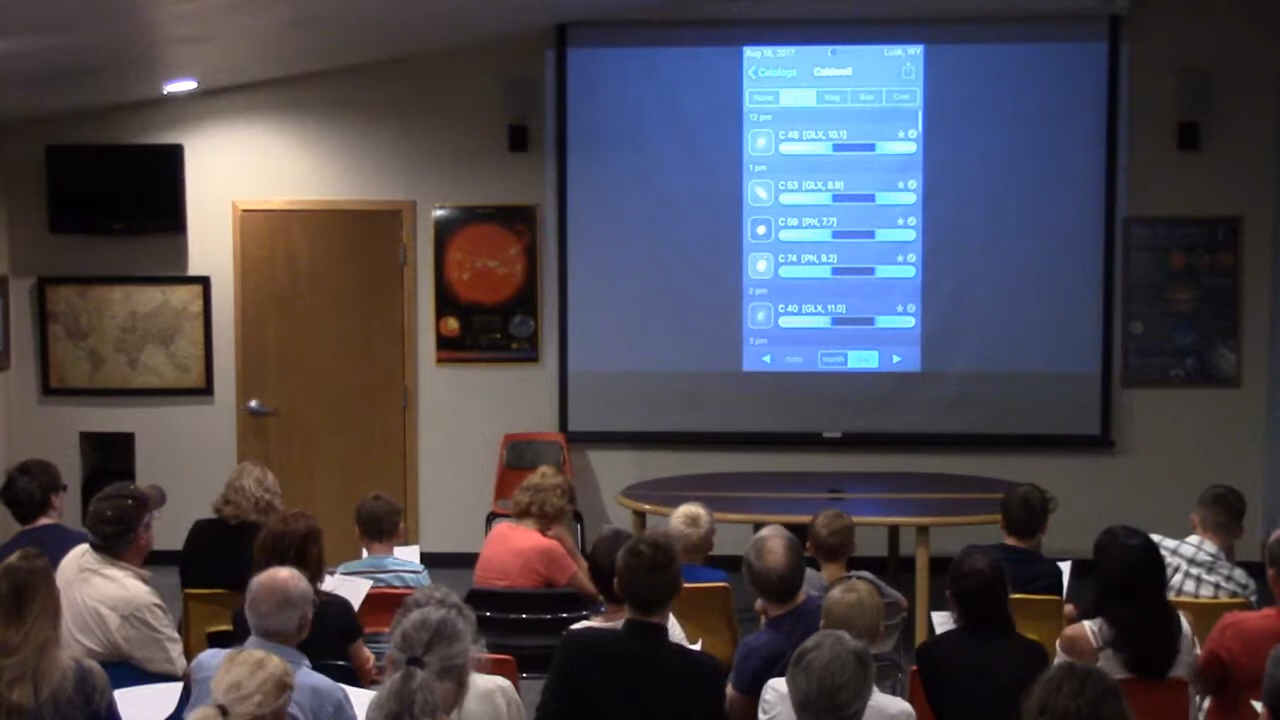 Aug 18, 2017 Lusk, WY
Catalogs Caldwell
Name Mag Size Cnst
12 pm
C 48 [GLX, 10.1]
1 pm
C 53 [GLX, 8.9]
C 59 [PN, 7.7]
C 74 [PN, 9.2]
2 pm
C 40 [GLX, 11.0]
3 pm
now month